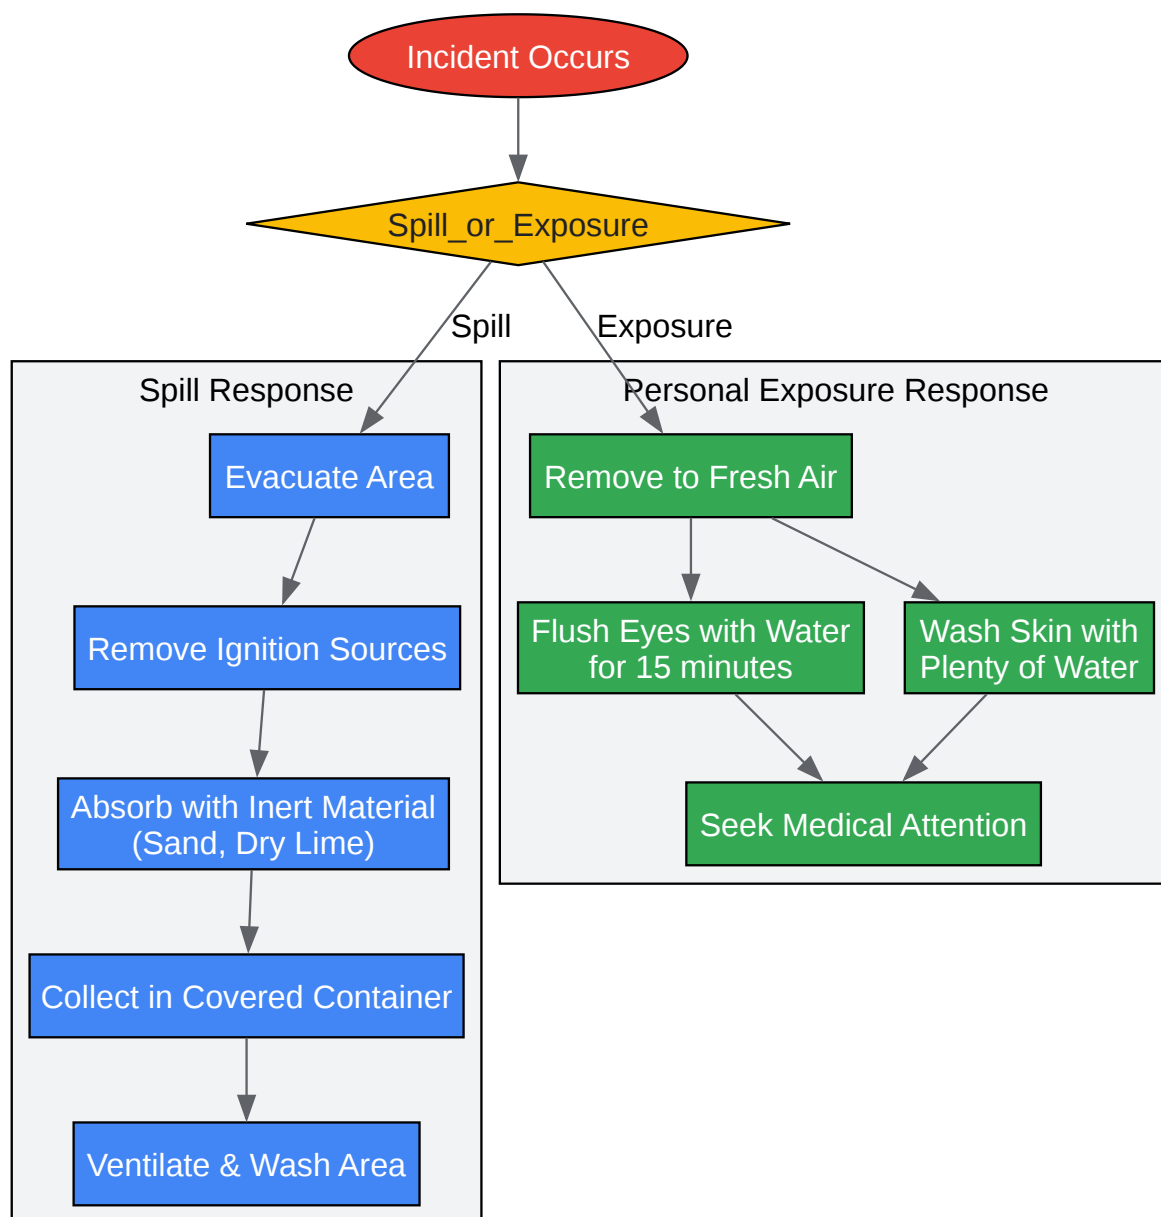 Incident Occurs
Spill_or_Exposure
Spill
Exposure
Spill Response
Evacuate Area
Remove Ignition Sources
Absorb with Inert Material
(Sand, Dry Lime)
Collect in Covered Container
Ventilate & Wash Area
Personal Exposure Response
Remove to Fresh Air
Flush Eyes with Water
for 15 minutes
Wash Skin with
Plenty of Water
Seek Medical Attention